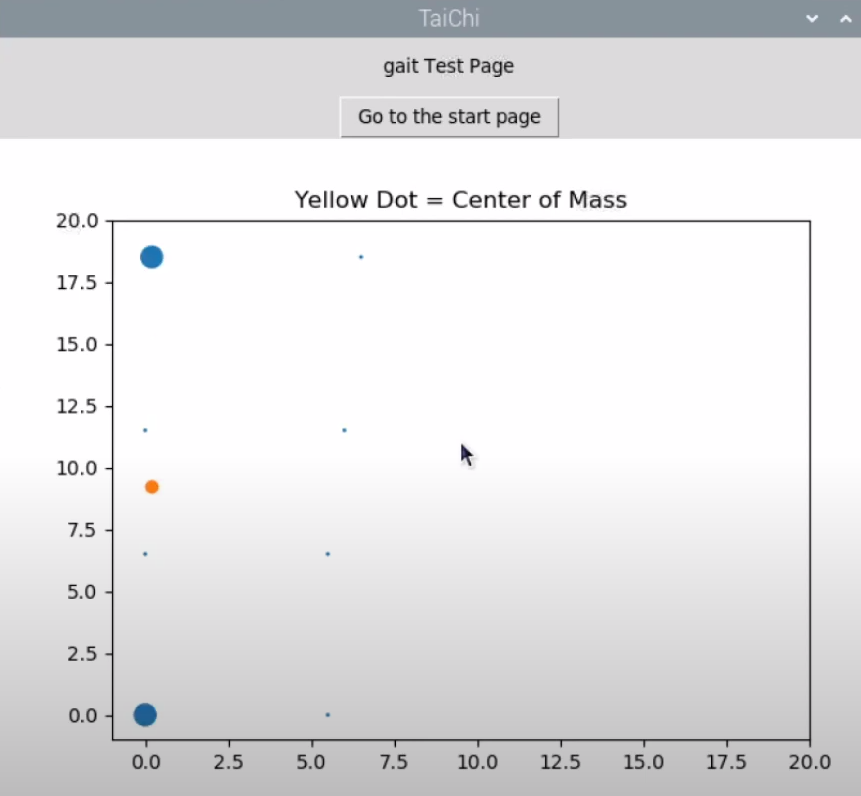 TaiChi
gait Test Page
Go to the start page
Yellow Dot = Center of Mass
20.0
17.5
15.0
12.5
10.0
7.5
5.0
2.5
0.0
0.0 2.5 5.0 7.5 10.0 12.5 15.0 17.5 20.0